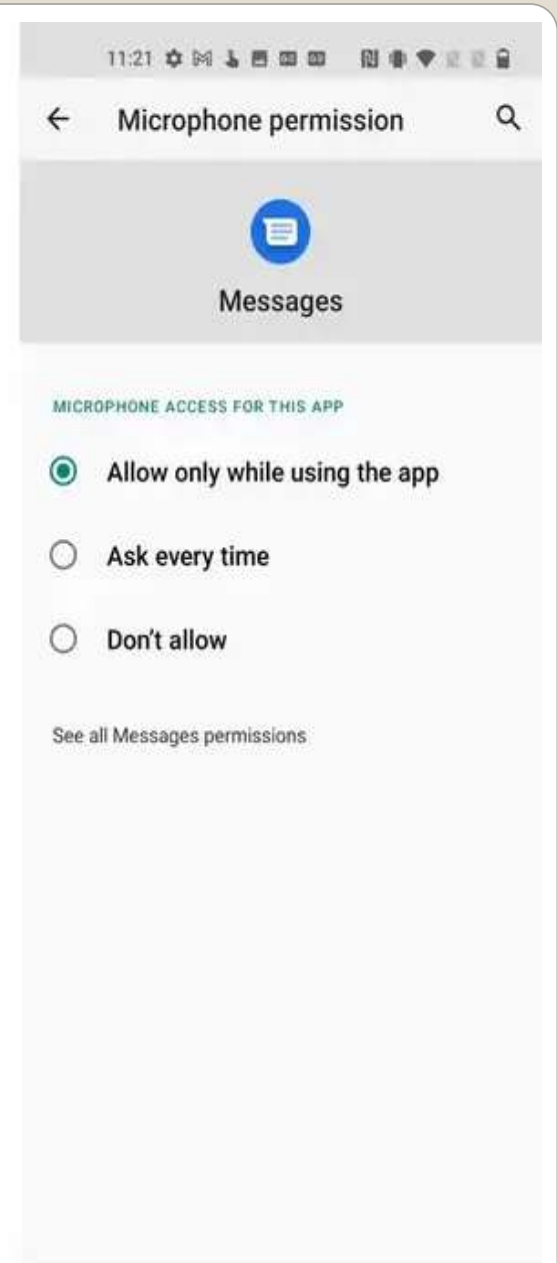 11:21
Microphone permission
Messages
MICROPHONE ACCESS FOR THIS APP
Allow only while using the app
Ask every time
Don't allow
See all Messages permissions